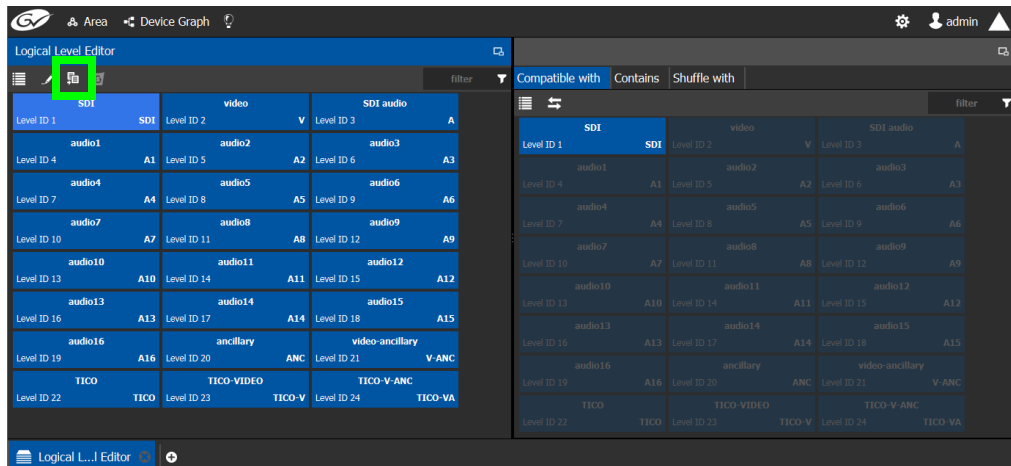 GV Area Device Graph admin
Logical Level Editor
filter
Compatible with Contains Shuffle with
filter
SDI video SDI audio
Level ID 1 SDI Level ID 2 V Level ID 3 A
audio1 audio2 audio3
Level ID 4 A1 Level ID 5 A2 Level ID 6 A3
audio4 audio5 audio6
Level ID 7 A4 Level ID 8 A5 Level ID 9 A6
audio7 audio8 audio9
Level ID 10 A7 Level ID 11 A8 Level ID 12 A9
audio10 audio11 audio12
Level ID 13 A10 Level ID 14 A11 Level ID 15 A12
audio13 audio14 audio15
Level ID 16 A13 Level ID 17 A14 Level ID 18 A15
audio16 ancillary video-ancillary
Level ID 19 A16 Level ID 20 ANC Level ID 21 V-ANC
TICO TICO-VIDEO TICO-V-ANC
Level ID 22 TICO Level ID 23 TICO-V Level ID 24 TICO-VA
SDI video SDI audio
Level ID 1 SDI Level ID 2 V Level ID 3 A
audio1 audio2 audio3
Level ID 4 A1 Level ID 5 A2 Level ID 6 A3
audio4 audio5 audio6
Level ID 7 A4 Level ID 8 A5 Level ID 9 A6
audio7 audio8 audio9
Level ID 10 A7 Level ID 11 A8 Level ID 12 A9
audio10 audio11 audio12
Level ID 13 A10 Level ID 14 A11 Level ID 15 A12
audio13 audio14 audio15
Level ID 16 A13 Level ID 17 A14 Level ID 18 A15
audio16 ancillary video-ancillary
Level ID 19 A16 Level ID 20 ANC Level ID 21 V-ANC
TICO TICO-VIDEO TICO-V-ANC
Level ID 22 TICO Level ID 23 TICO-V Level ID 24 TICO-VA
Logical L...l Editor